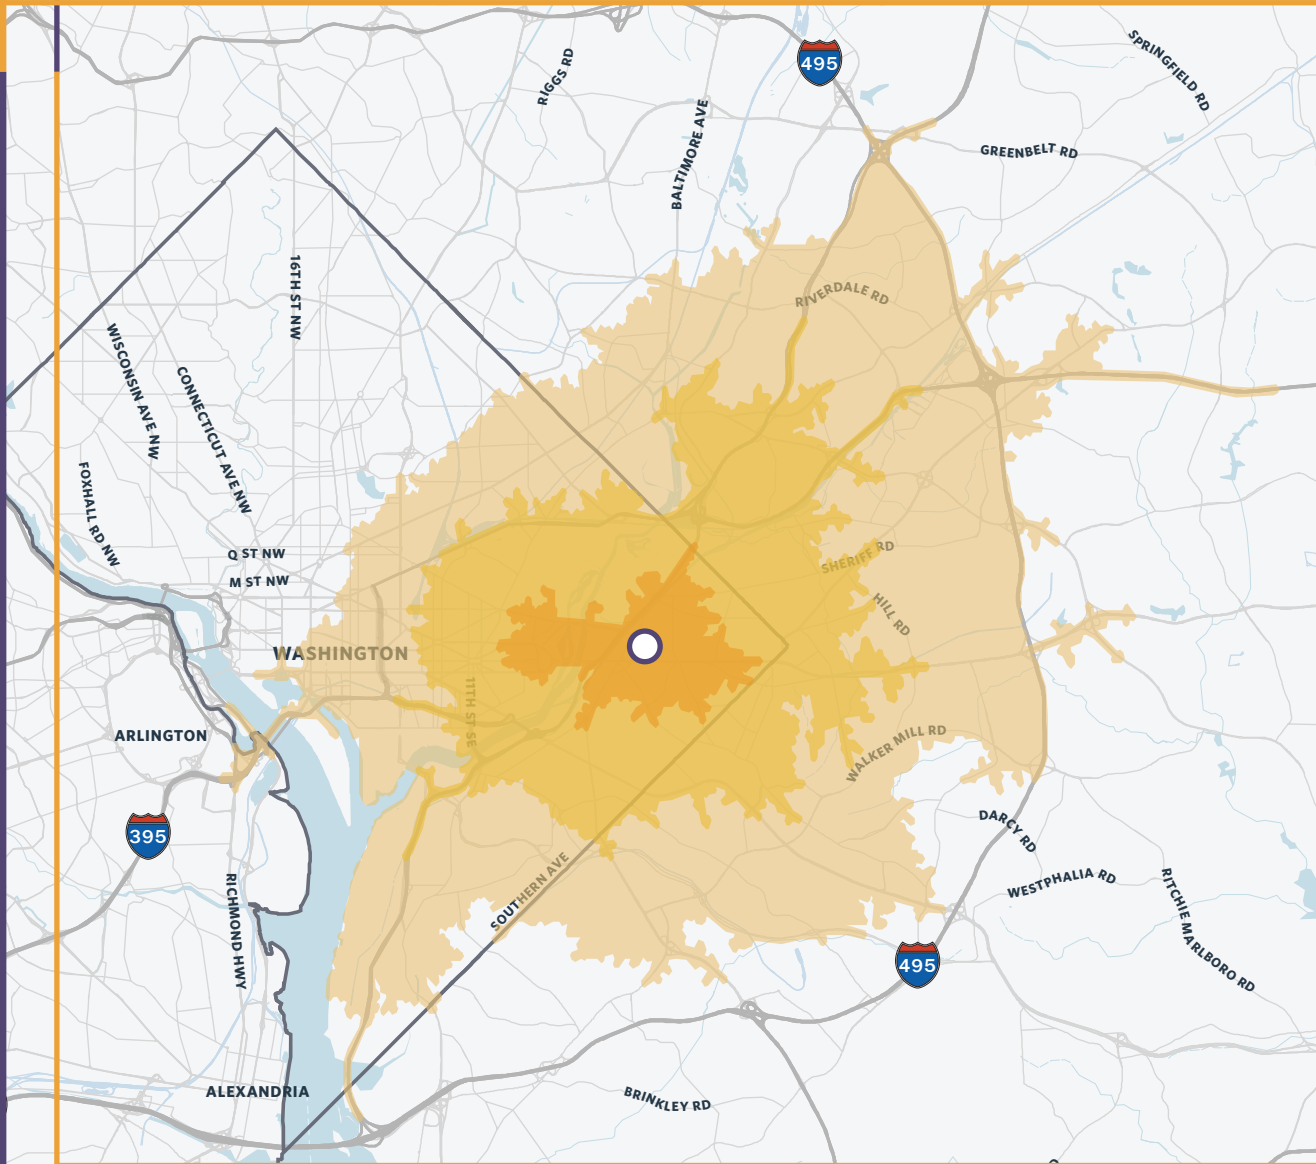 495
SPRINGFIELD RD
RIGGS RD
BALTIMORE AVE
GREENBELT RD
16TH ST NW
RIVERDALE RD
WISCONSIN AVE NW
CONNECTICUT AVE NW
FOXHALL RD NW
Q ST NW
M ST NW
SHERIFF RD
HILL RD
WASHINGTON
11TH ST SE
ARLINGTON
WALKER MILL RD
395
DARCY RD
SOUTHERN AVE
WESTPHALIA RD
RICHMOND HWY
RITCHIE MARLBORO RD
495
ALEXANDRIA
BRINKLEY RD